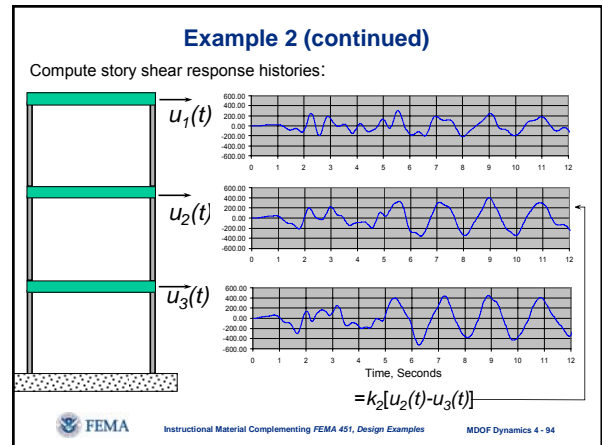 Example 2 (continued)
Compute story shear response histories:
u1(t)
600.00
400.00
200.00
0.00
-200.00
-400.00
-600.00
0 1 2 3 4 5 6 7 8 9 10 11 12
u2(t)
600.00
400.00
200.00
0.00
-200.00
-400.00
-600.00
0 1 2 3 4 5 6 7 8 9 10 11 12
u3(t)
600.00
400.00
200.00
0.00
-200.00
-400.00
-600.00
0 1 2 3 4 5 6 7 8 9 10 11 12
Time, Seconds
=k2[u2(t)-u3(t)]
FEMA
Instructional Material Complementing FEMA 451, Design Examples
MDOF Dynamics 4 - 94